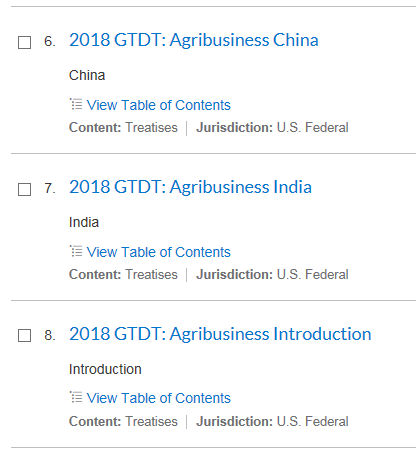 6. 2018 GTDT: Agribusiness China
China
View Table of Contents
Content: Treatises | Jurisdiction: U.S. Federal
7. 2018 GTDT: Agribusiness India
India
View Table of Contents
Content: Treatises | Jurisdiction: U.S. Federal
8. 2018 GTDT: Agribusiness Introduction
Introduction
View Table of Contents
Content: Treatises | Jurisdiction: U.S. Federal